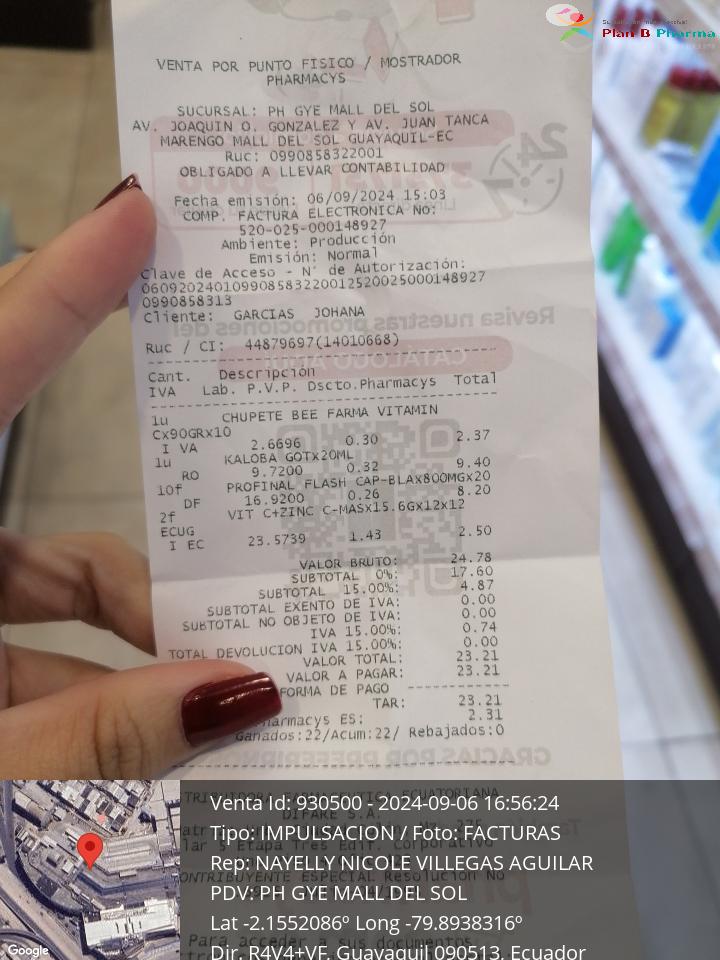 Plan B Pharma
VENTA POR PUNTO FISICO / MOSTRADOR
PHARMACYS
SUCURSAL: PH GYE MALL DEL SOL
AV. JOAQUIN O. GONZALEZ Y AV. JUAN TANCA
MARENGO MALL DEL SOL GUAYAQUIL-EC
Ruc: 0990858322001
OBLIGADO A LLEVAR CONTABILIDAD
Fecha emisión: 06/09/2024 15:03
COMP. FACTURA ELECTRONICA No:
520-025-000148927
Ambiente: Producción
Emisión: Normal
Clave de Acceso - N° de Autorización:
060920240109908583220012520025000148927
0990858313
Cliente: GARCIAS JOHANA
Ruc / CI: 44879697(14010668)
Cant. Descripción
IVA Lab. P.V.P. Dscto.Pharmacys Total
1u CHUPETE BEE FARMA VITAMIN
Cx90GRx10
I VA 2.6696 0.30 2.37
1u KALOBA GOTx20ML
RO 9.7200 0.32 9.40
10f PROFINAL FLASH CAP-BLAx800MGx20
DF 16.9200 0.26 8.20
2f VIT C+ZINC C-MASx15.6Gx12x12
ECUG
I EC 23.5739 1.43 2.50
VALOR BRUTO: 24.78
SUBTOTAL 0%: 17.60
SUBTOTAL 15.00%: 4.87
SUBTOTAL EXENTO DE IVA: 0.00
SUBTOTAL NO OBJETO DE IVA: 0.00
IVA 15.00%: 0.74
TOTAL DEVOLUCION IVA 15.00%: 0.00
VALOR TOTAL: 23.21
VALOR A PAGAR: 23.21
FORMA DE PAGO
TAR: 23.21
harmacys ES: 2.31
Ganados:22/Acum:22/ Rebajados:0
Venta Id: 930500 - 2024-09-06 16:56:24
Tipo: IMPULSACION / Foto: FACTURAS
Rep: NAYELLY NICOLE VILLEGAS AGUILAR
PDV: PH GYE MALL DEL SOL
Lat -2.1552086º Long -79.8938316º
Dir. R4V4+VF, Guayaquil 090513, Ecuador
Google